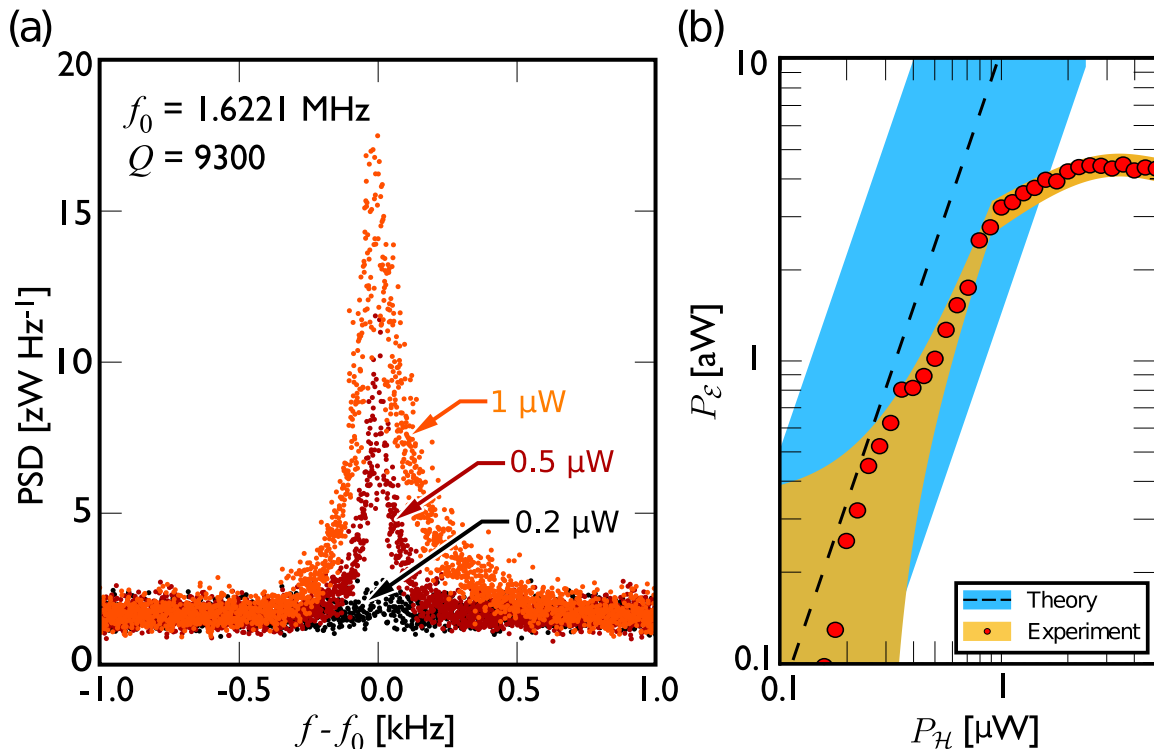 (a)
20
15
10
5
0
PSD [zW Hz⁻¹]
f₀ = 1.6221 MHz
Q = 9300
1 μW
0.5 μW
0.2 μW
-1.0 -0.5 0.0 0.5 1.0
f - f₀ [kHz]
(b)
10
1
0.1
P_ℰ [aW]
Theory
Experiment
0.1 1
P_ℋ [μW]